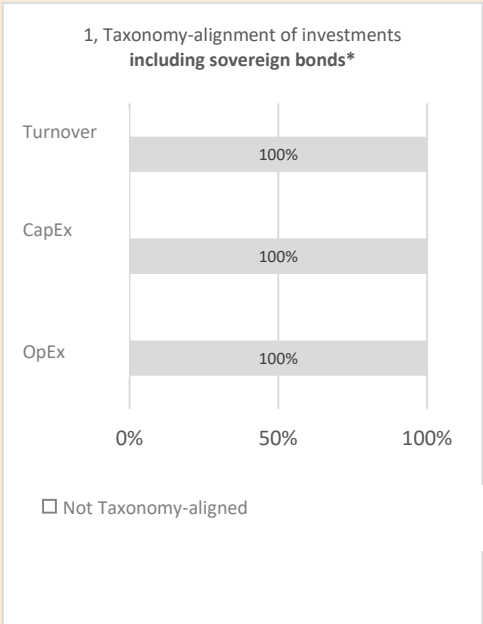 1, Taxonomy-alignment of investments
including sovereign bonds*
Turnover
100%
CapEx
100%
OpEx
100%
0% 50% 100%
Not Taxonomy-aligned